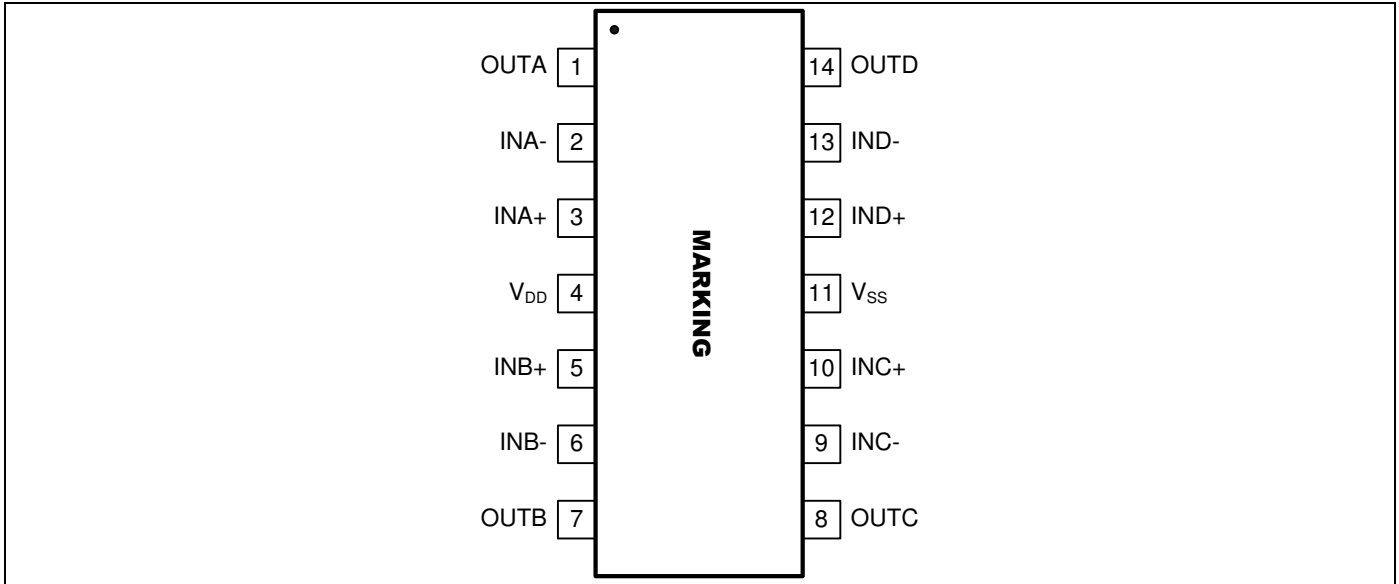 OUTA 1 14 OUTD
INA- 2 13 IND-
INA+ 3 12 IND+
VDD 4 11 VSS
INB+ 5 10 INC+
INB- 6 9 INC-
OUTB 7 8 OUTC
MARKING